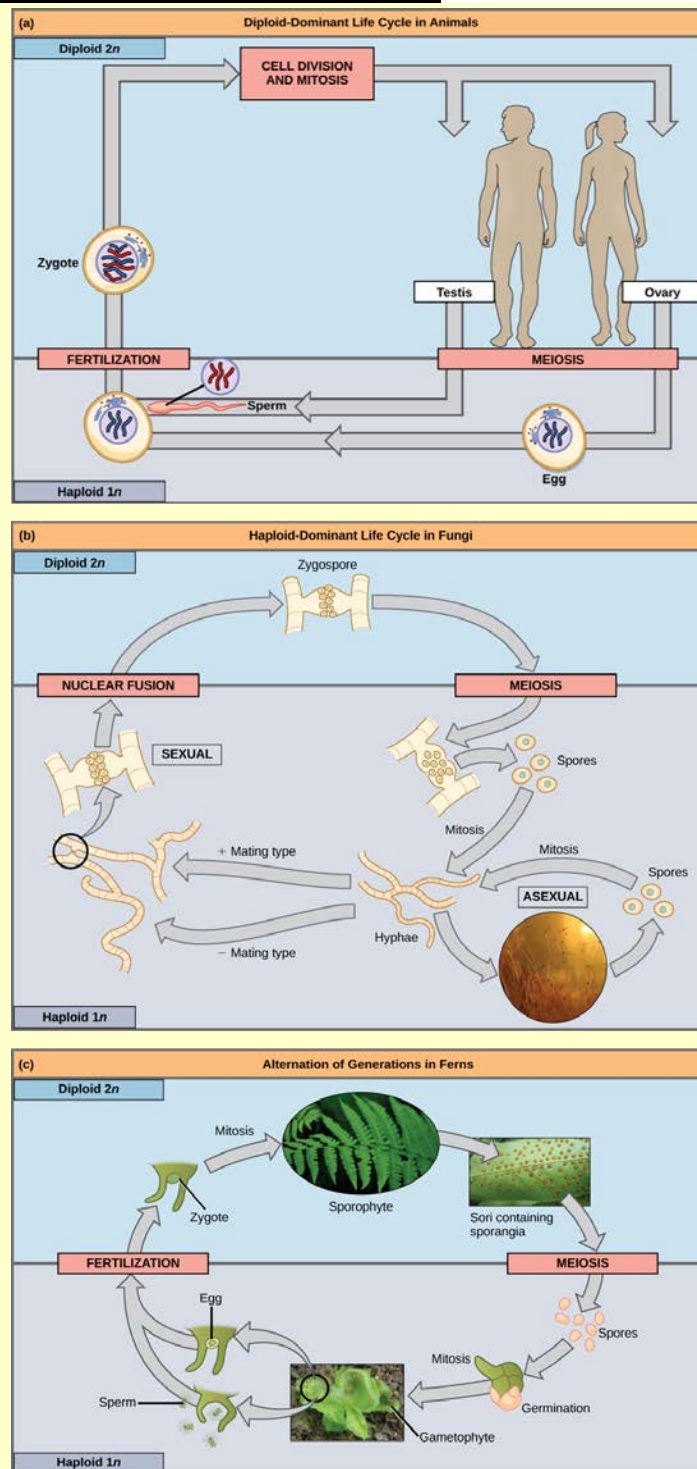 (a) Diploid-Dominant Life Cycle in Animals
Diploid 2n
CELL DIVISION
AND MITOSIS
Zygote
Testis
Ovary
FERTILIZATION
MEIOSIS
Sperm
Egg
Haploid 1n
(b) Haploid-Dominant Life Cycle in Fungi
Diploid 2n
Zygospore
NUCLEAR FUSION
MEIOSIS
SEXUAL
Spores
Mitosis
+ Mating type
Mitosis
Spores
ASEXUAL
Hyphae
− Mating type
Haploid 1n
(c) Alternation of Generations in Ferns
Diploid 2n
Mitosis
Zygote
Sporophyte
Sori containing
sporangia
FERTILIZATION
MEIOSIS
Egg
Spores
Mitosis
Sperm
Germination
Gametophyte
Haploid 1n